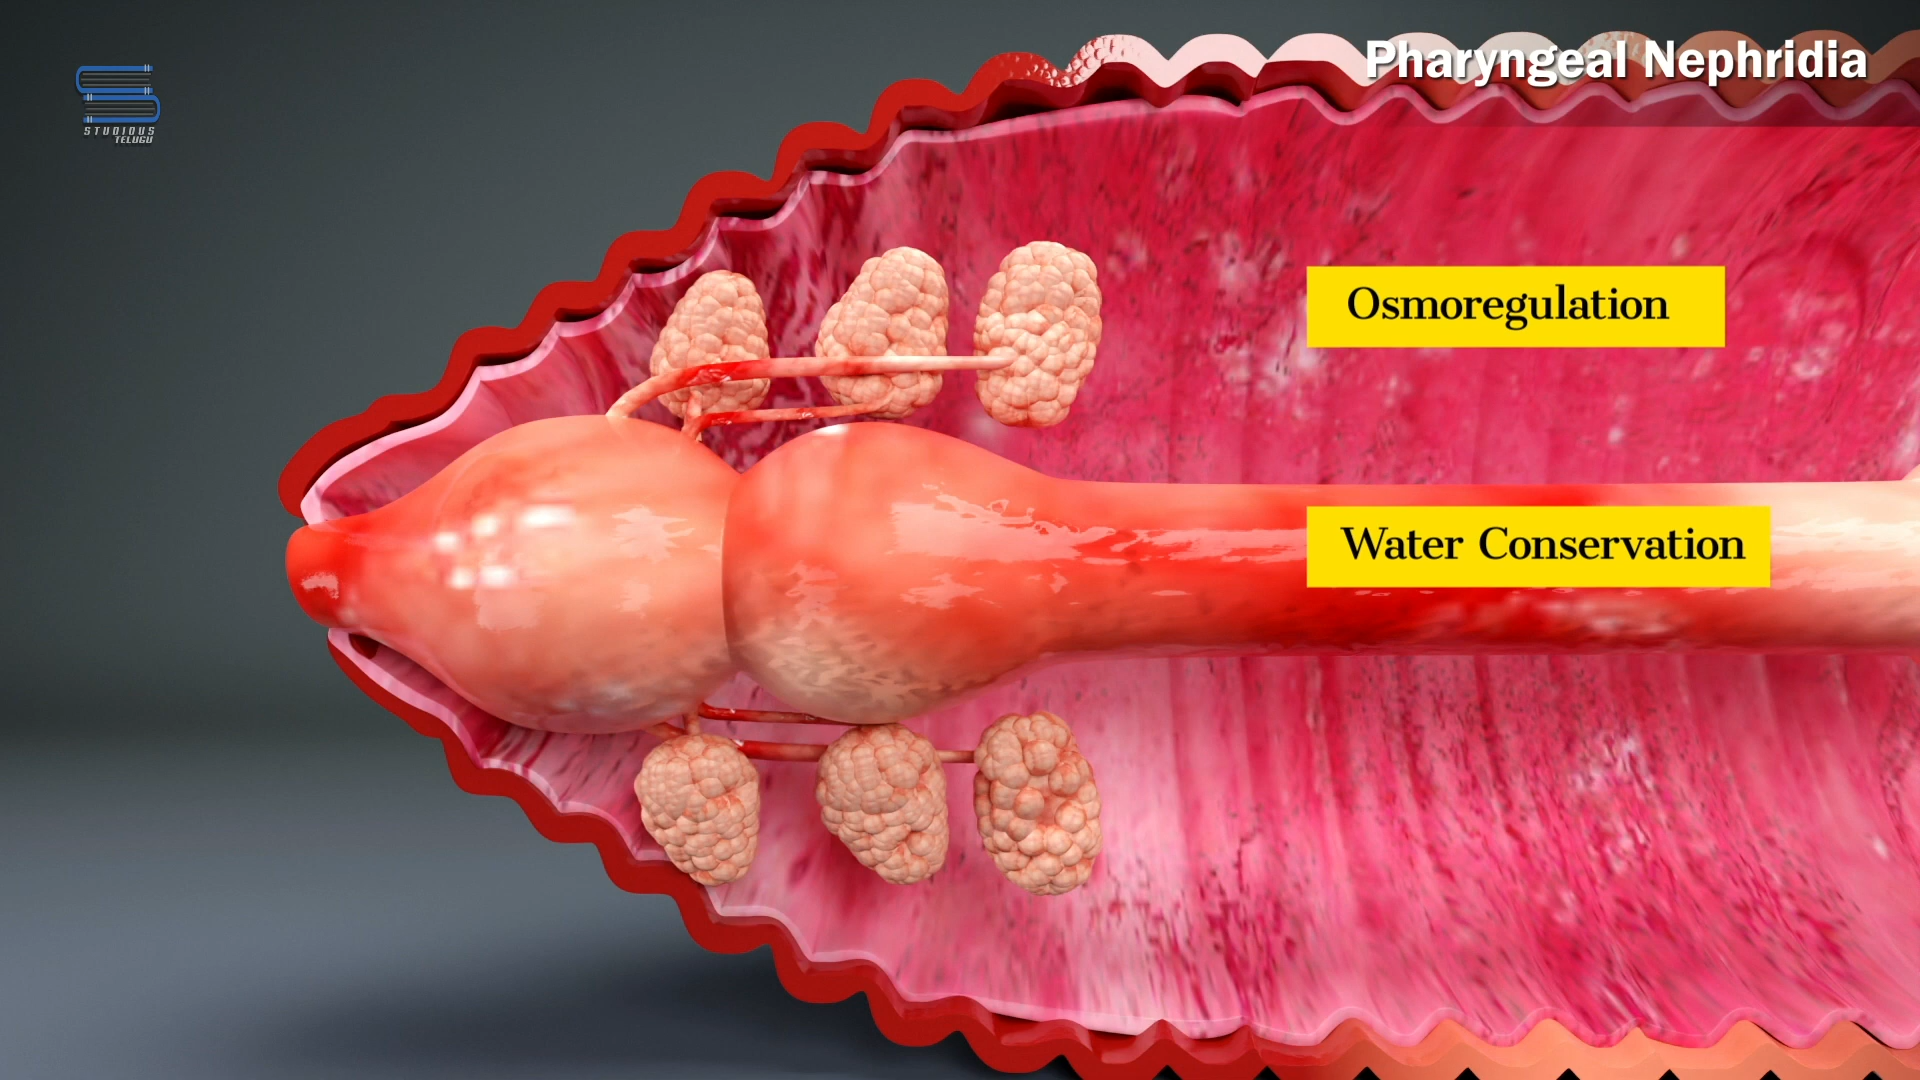 STUDIOUS
TELUGU
Pharyngeal Nephridia
Osmoregulation
Water Conservation